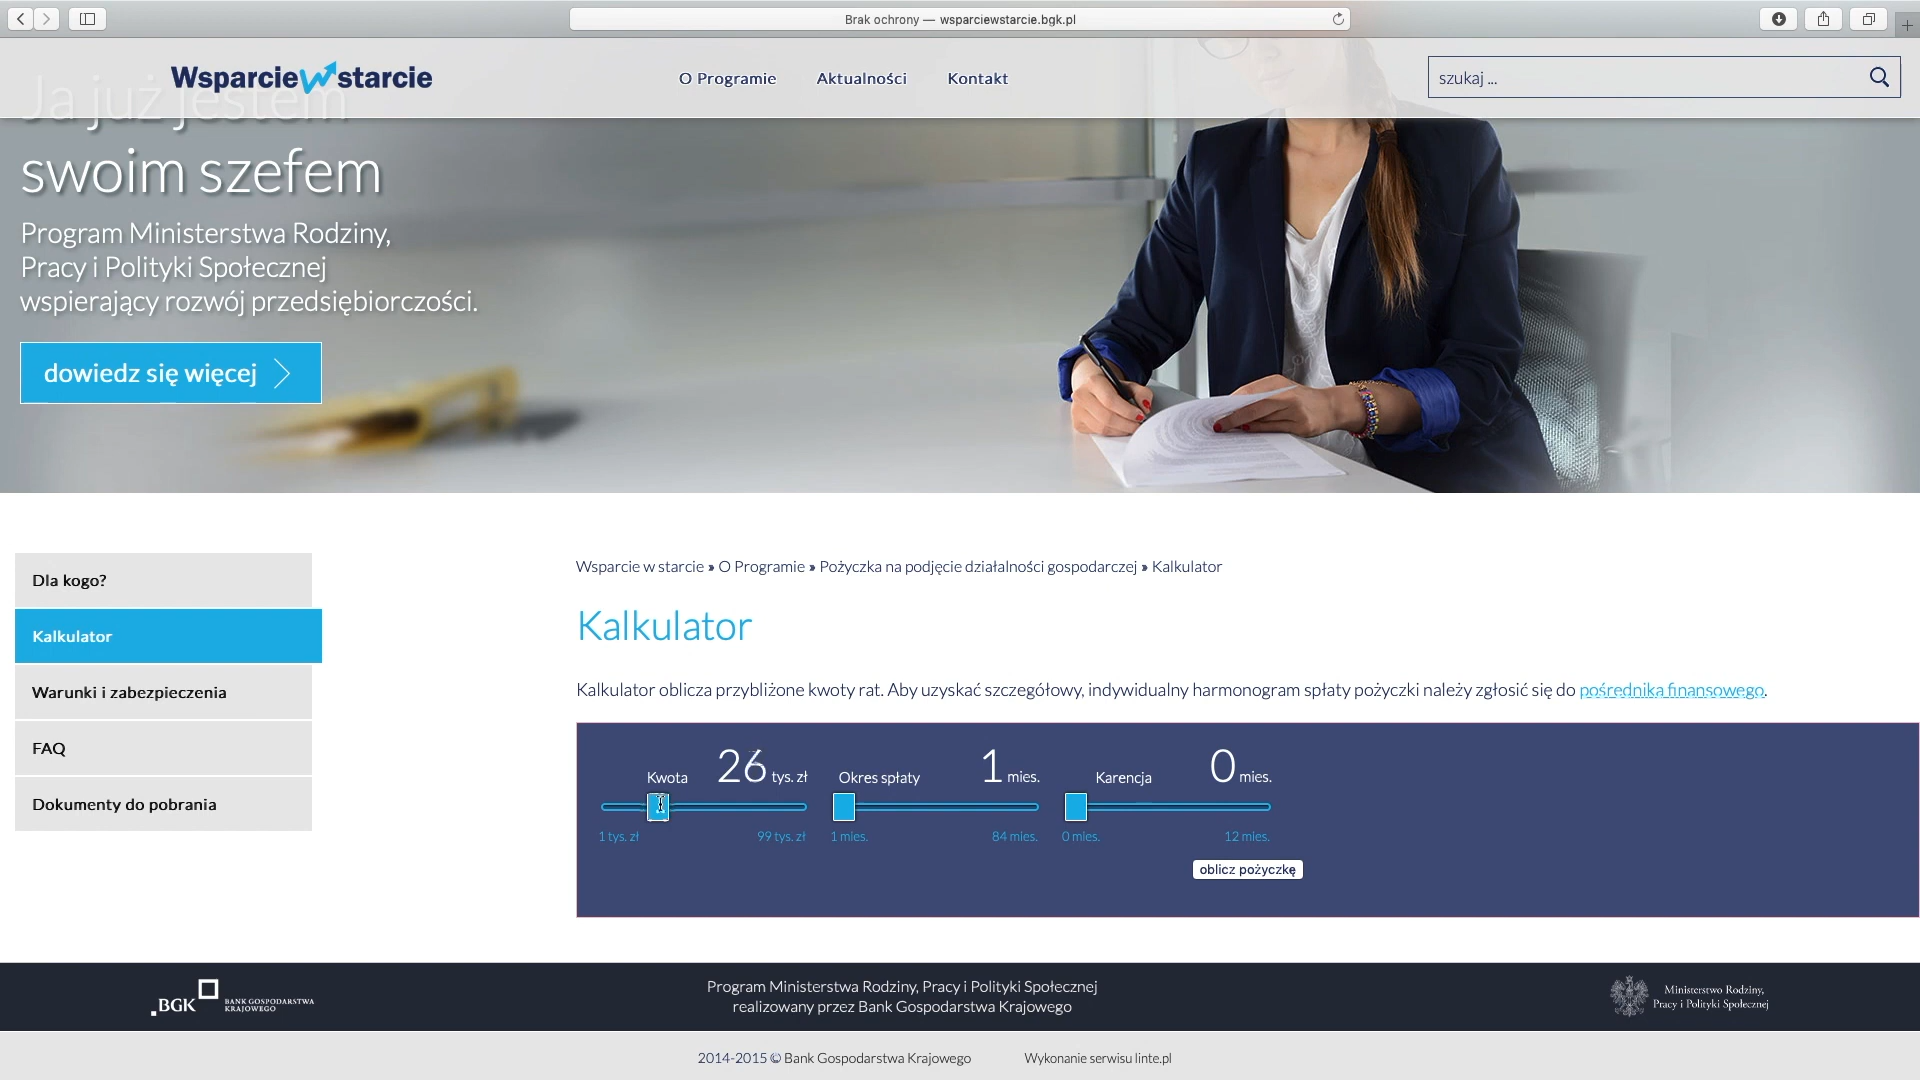 Brak ochrony — wsparciewstarcie.bgk.pl
Wsparcie w starcie
O Programie
Aktualności
Kontakt
szukaj ...
Ja już jestem
swoim szefem
Program Ministerstwa Rodziny,
Pracy i Polityki Społecznej
wspierający rozwój przedsiębiorczości.
dowiedz się więcej
Dla kogo?
Kalkulator
Warunki i zabezpieczenia
FAQ
Dokumenty do pobrania
Wsparcie w starcie » O Programie » Pożyczka na podjęcie działalności gospodarczej » Kalkulator
Kalkulator
Kalkulator oblicza przybliżone kwoty rat. Aby uzyskać szczegółowy, indywidualny harmonogram spłaty pożyczki należy zgłosić się do pośrednika finansowego.
Kwota 26 tys. zł
1 tys. zł 99 tys. zł
Okres spłaty 1 mies.
1 mies. 84 mies.
Karencja 0 mies.
0 mies. 12 mies.
oblicz pożyczkę
.BGK BANK GOSPODARSTWA
KRAJOWEGO
Program Ministerstwa Rodziny, Pracy i Polityki Społecznej
realizowany przez Bank Gospodarstwa Krajowego
Ministerstwo Rodziny,
Pracy i Polityki Społecznej
2014-2015 © Bank Gospodarstwa Krajowego
Wykonanie serwisu linte.pl